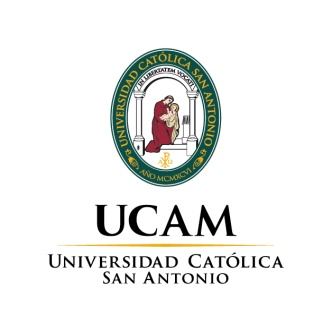 UNIVERSIDAD CATÓLICA SAN ANTONIO
IN LIBERTATEM VOCATI
AÑO MCMXCVI
UCAM
UNIVERSIDAD CATÓLICA
SAN ANTONIO